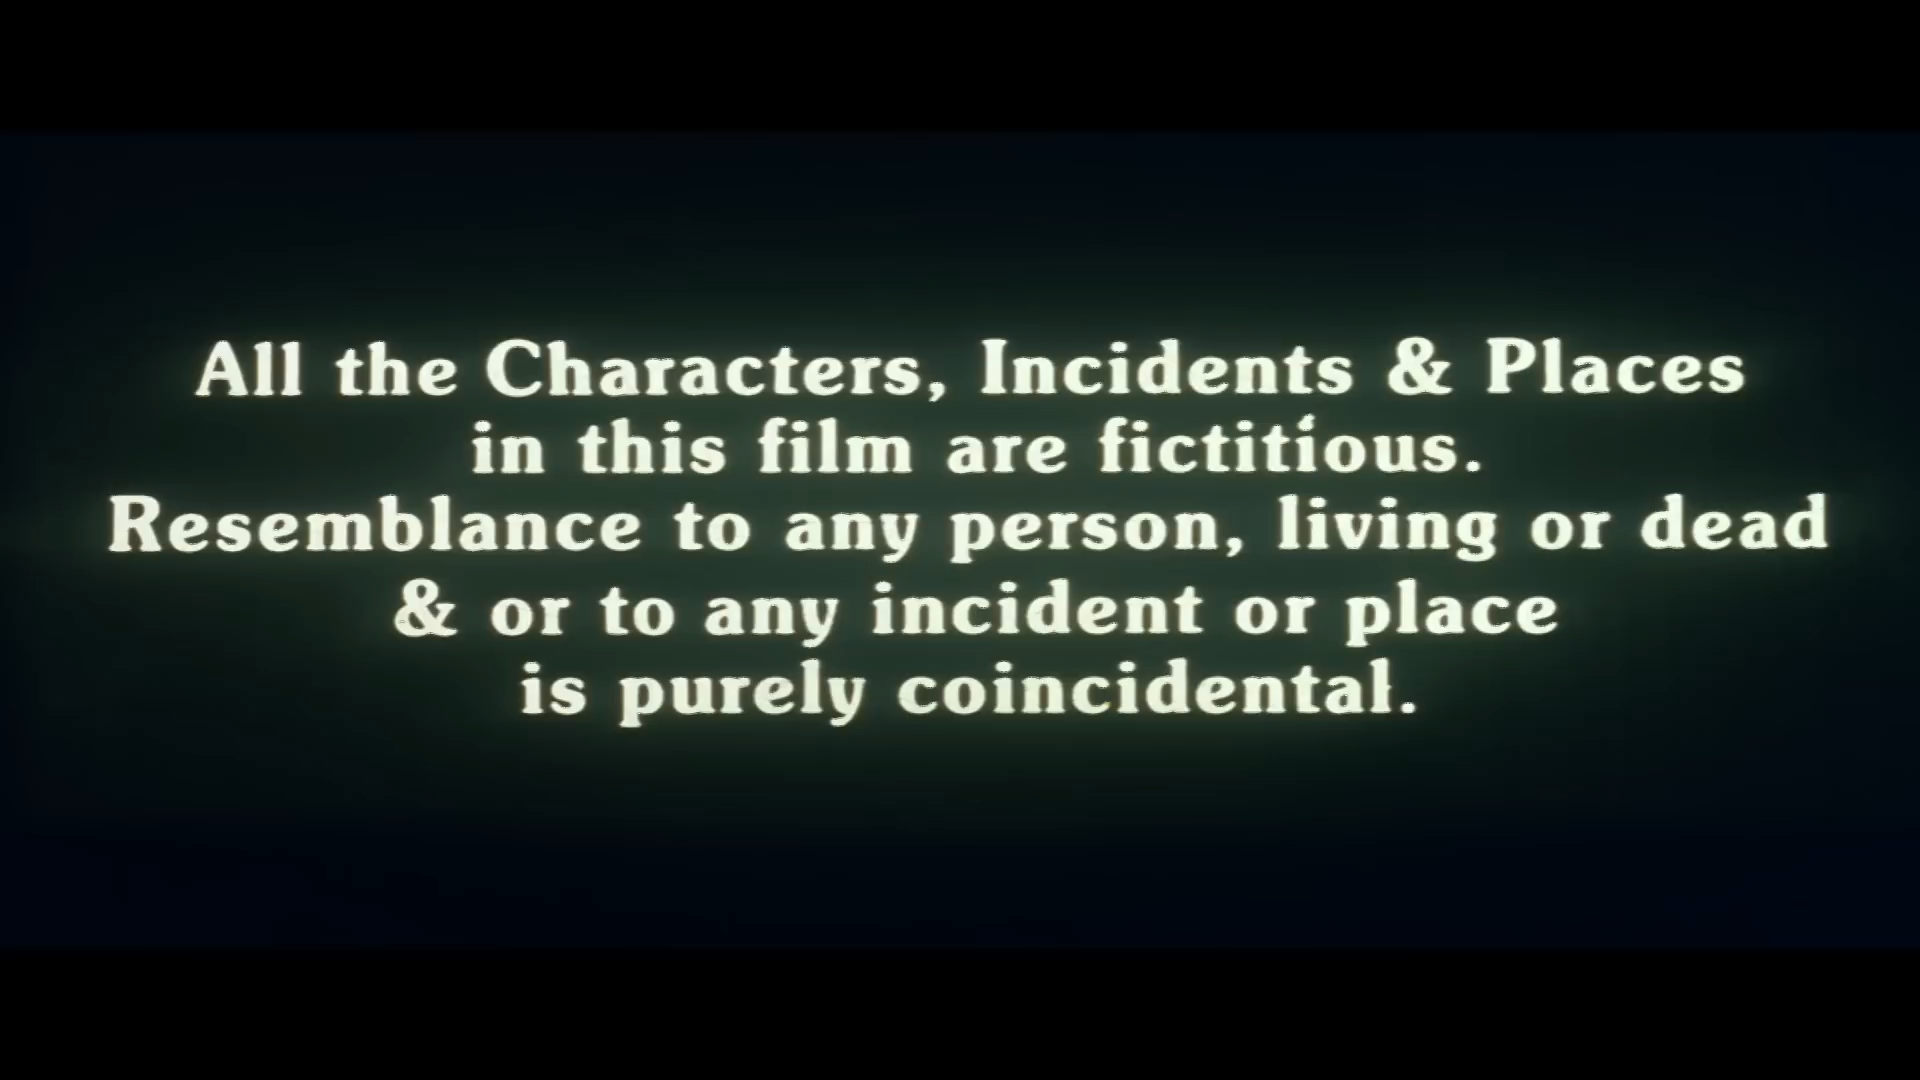 All the Characters, Incidents & Places
in this film are fictitious.
Resemblance to any person, living or dead
& or to any incident or place
is purely coincidental.